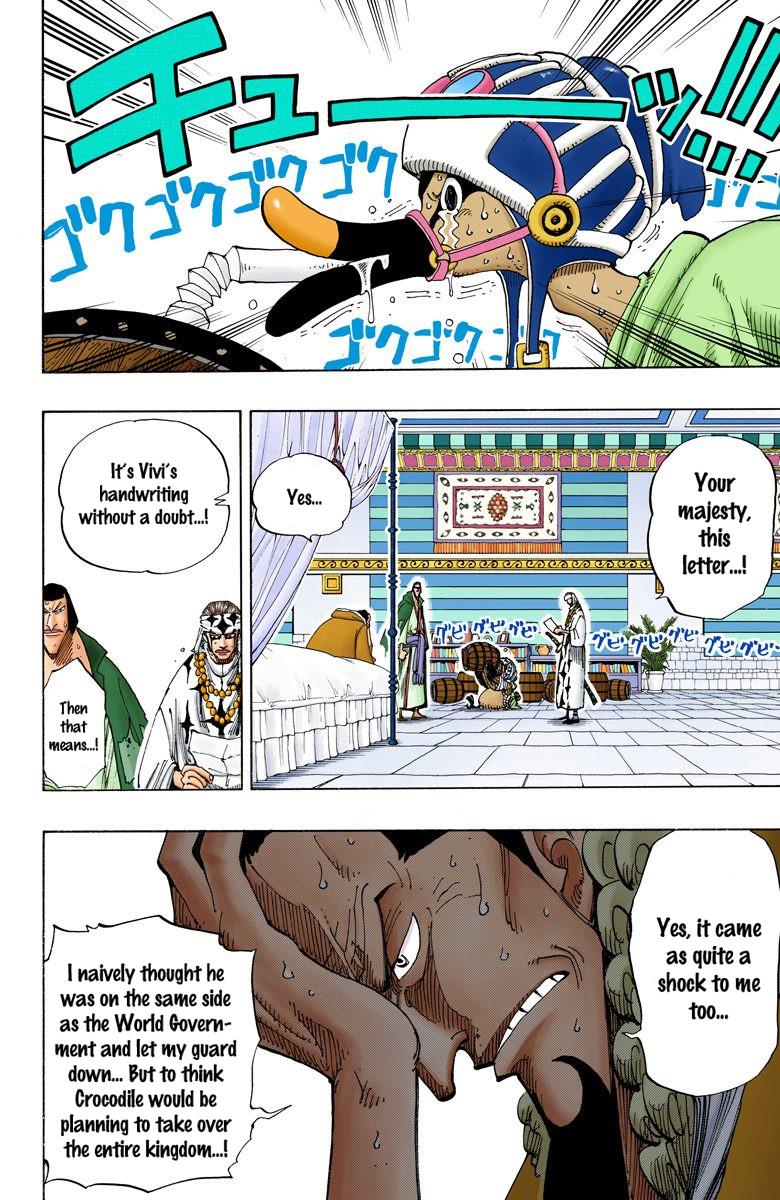 チューーーッ!!!
ゴクゴクゴクゴク
ゴクゴク
ゴクゴクゴク
Your
majesty,
this
letter...!
Yes...
グビグビグビ
グビグビグビグビグビ
It's Vivi's
handwriting
without a doubt...!
Then
that
means...!
Yes, it came
as quite a
shock to me
too...
I naively thought he
was on the same side
as the World Govern-
ment and let my guard
down... But to think
Crocodile would be
planning to take over
the entire kingdom...!